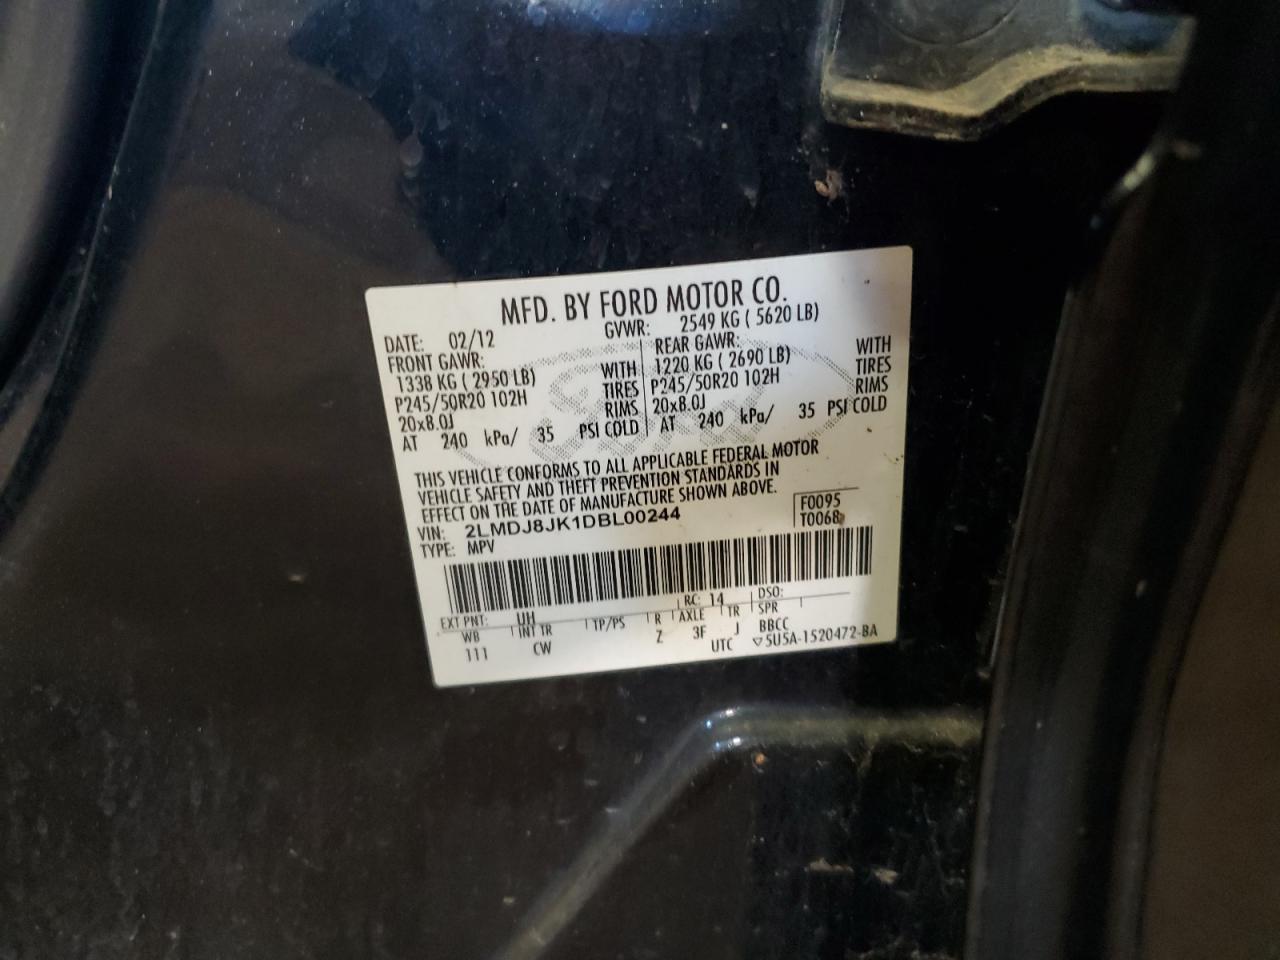 MFD. BY FORD MOTOR CO.
DATE: 02/12 GVWR: 2549 KG ( 5620 LB)
FRONT GAWR: REAR GAWR:
1338 KG ( 2950 LB) WITH 1220 KG ( 2690 LB) WITH
P245/50R20 102H TIRES P245/50R20 102H TIRES
20x8.0J RIMS 20x8.0J RIMS
AT 240 kPa/ 35 PSI COLD AT 240 kPa/ 35 PSI COLD
THIS VEHICLE CONFORMS TO ALL APPLICABLE FEDERAL MOTOR
VEHICLE SAFETY AND THEFT PREVENTION STANDARDS IN
EFFECT ON THE DATE OF MANUFACTURE SHOWN ABOVE.
VIN: 2LMDJ8JK1DBL00244 F0095
TYPE: MPV T0068
EXT PNT: UH RC: 14 DSO:
WB INT TR TP/PS R AXLE TR SPR
111 CW Z 3F J BBCC
UTC ▽5U5A-1520472-BA